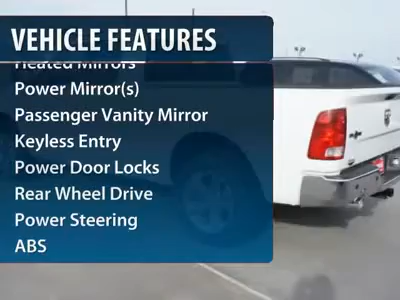 VEHICLE FEATURES
Heated Mirrors
Power Mirror(s)
Passenger Vanity Mirror
Keyless Entry
Power Door Locks
Rear Wheel Drive
Power Steering
ABS